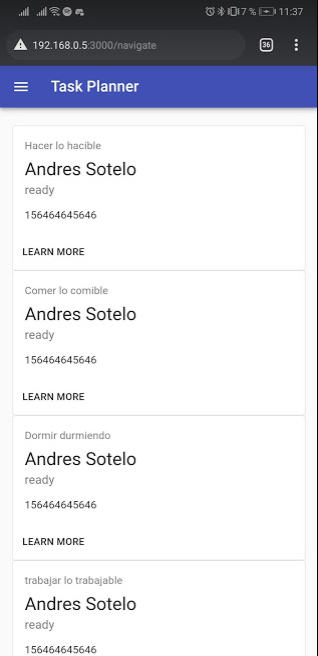 7 % 11:37
192.168.0.5:3000/navigate
36
Task Planner
Hacer lo hacible
Andres Sotelo
ready
156464645646
LEARN MORE
Comer lo comible
Andres Sotelo
ready
156464645646
LEARN MORE
Dormir durmiendo
Andres Sotelo
ready
156464645646
LEARN MORE
trabajar lo trabajable
Andres Sotelo
ready
156464645646